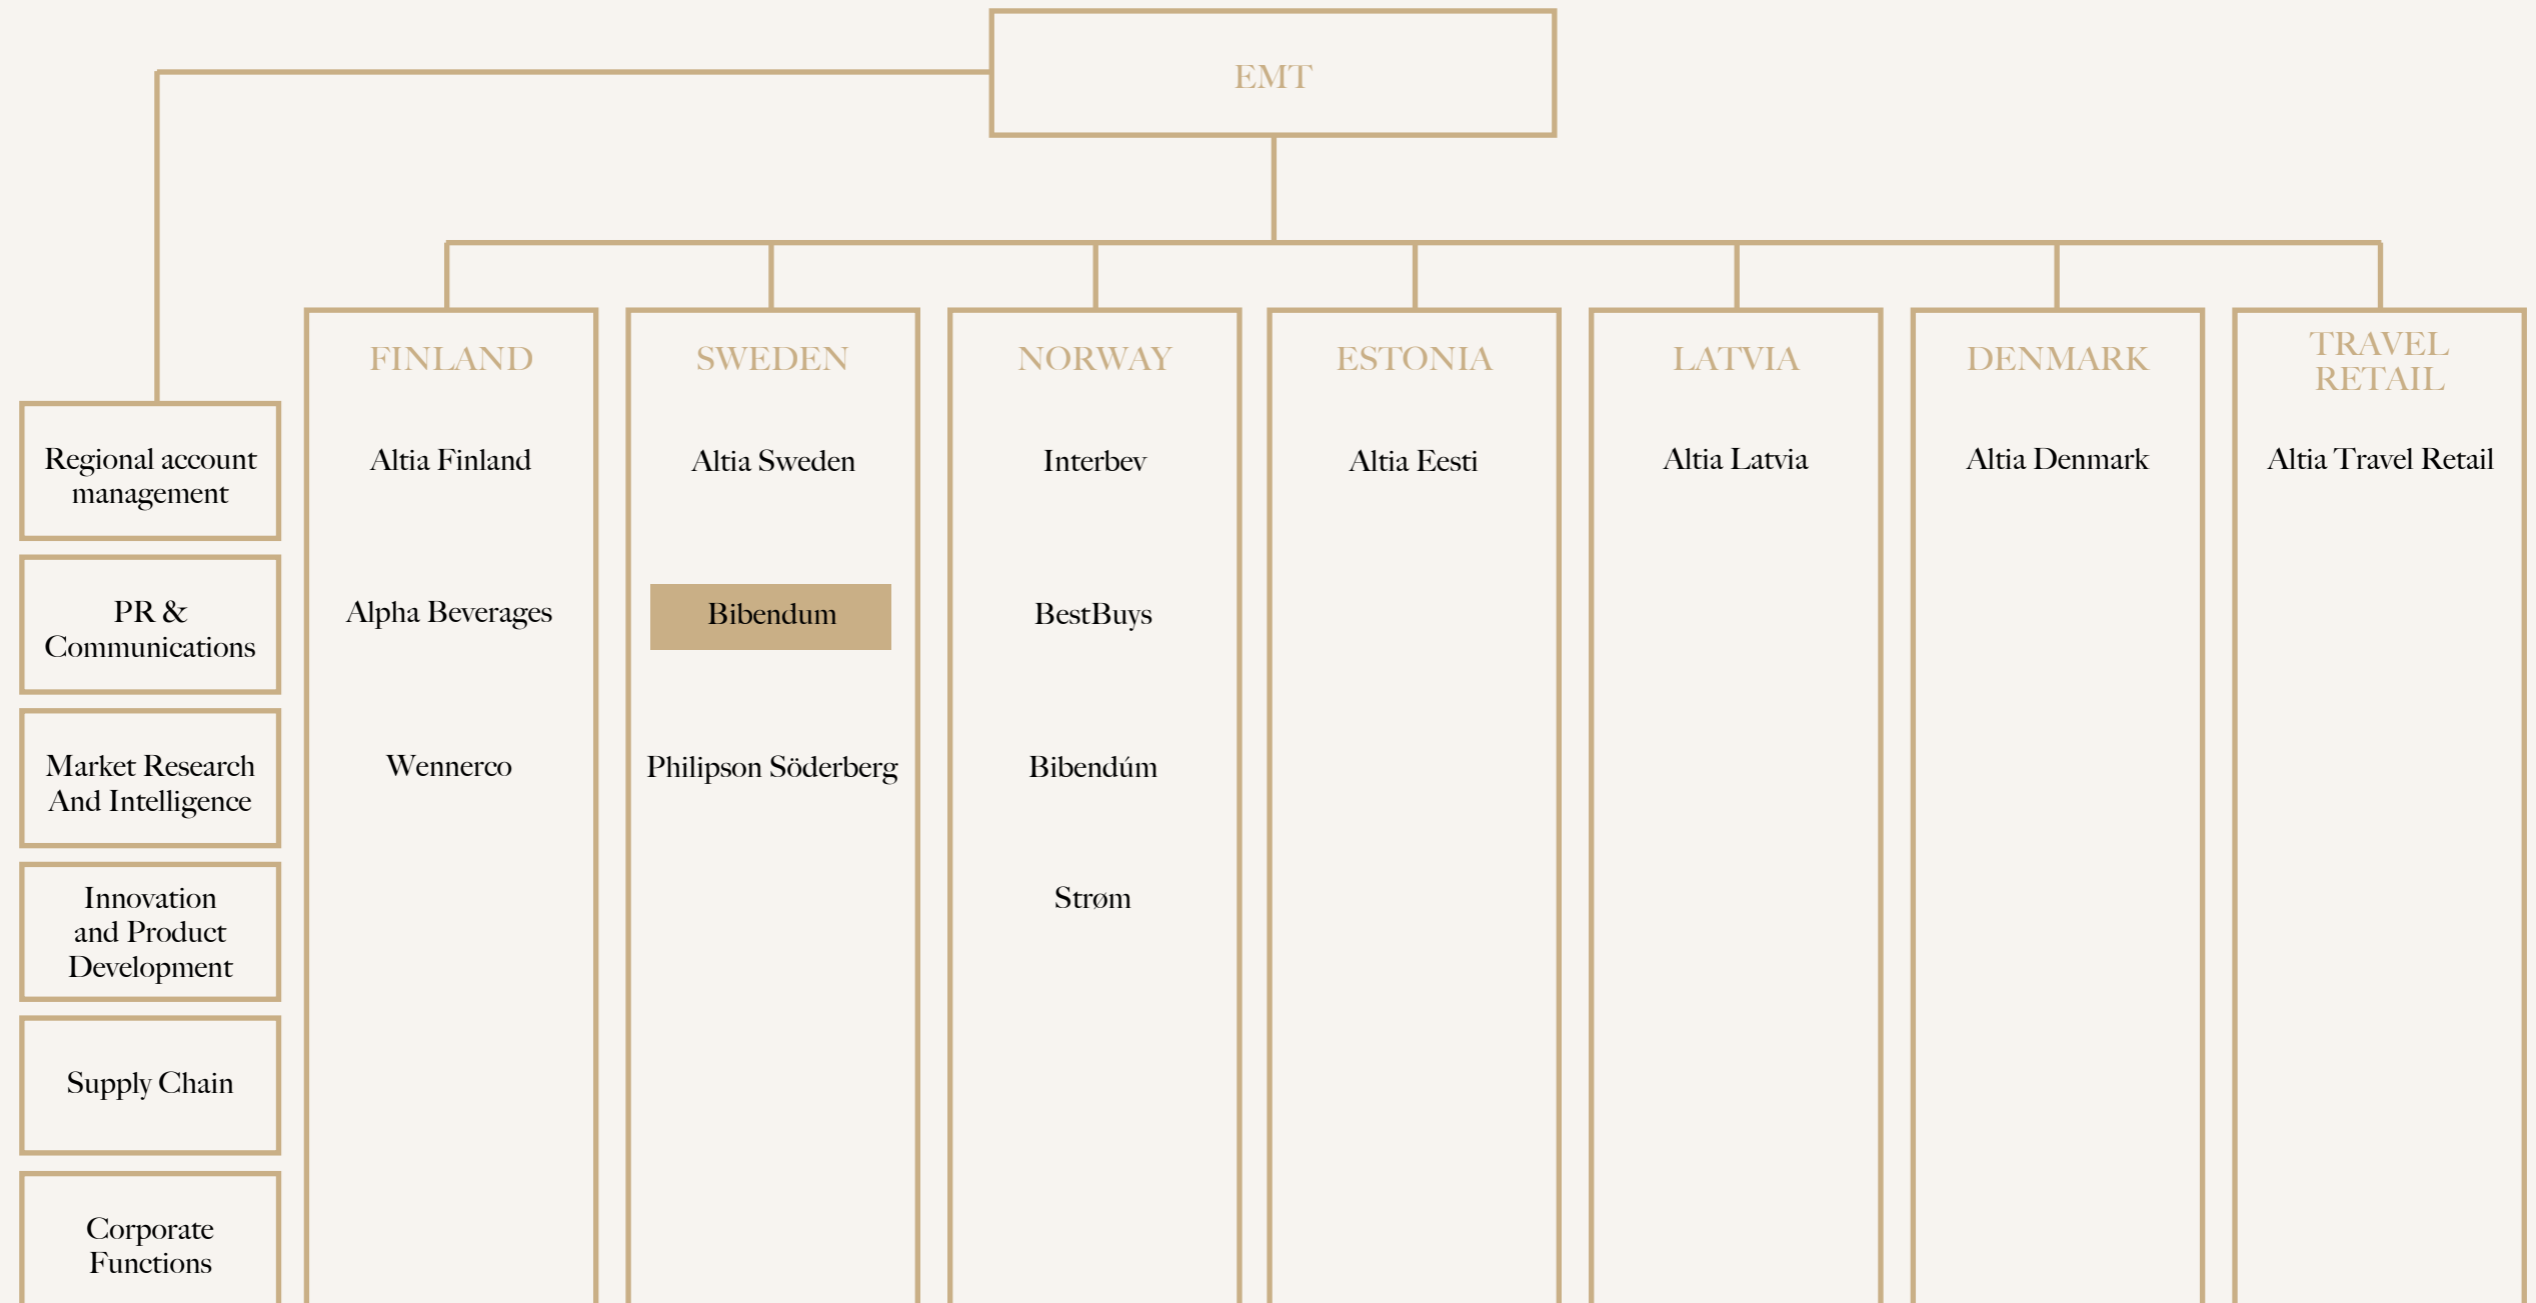 EMT
FINLAND
SWEDEN
NORWAY
ESTONIA
LATVIA
DENMARK
TRAVEL
RETAIL
Regional account
management
Altia Finland
Altia Sweden
Interbev
Altia Eesti
Altia Latvia
Altia Denmark
Altia Travel Retail
PR &
Communications
Alpha Beverages
Bibendum
BestBuys
Market Research
And Intelligence
Wennerco
Philipson Söderberg
Bibendúm
Innovation
and Product
Development
Strøm
Supply Chain
Corporate
Functions